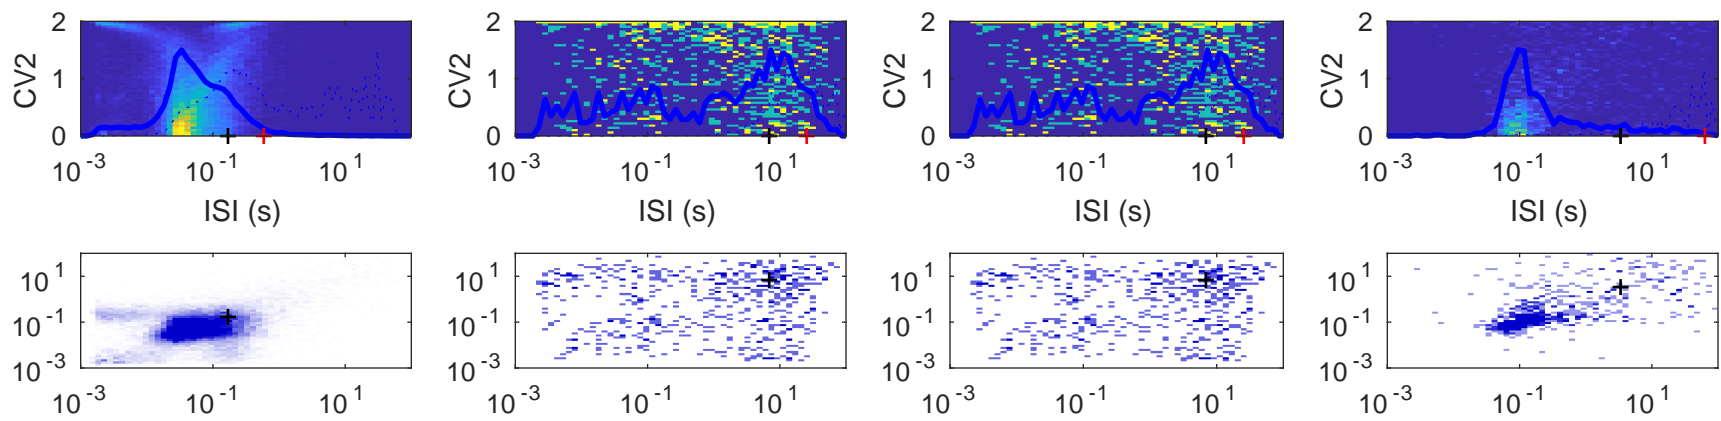 2 2 2 2
CV2 1 CV2 1 CV2 1 CV2 1
0 0 0 0
10^-3 10^-1 10^1 10^-3 10^-1 10^1 10^-3 10^-1 10^1 10^-3 10^-1 10^1
ISI (s) ISI (s) ISI (s) ISI (s)
10^1 10^1 10^1 10^1
10^-1 10^-1 10^-1 10^-1
10^-3 10^-3 10^-3 10^-3
10^-3 10^-1 10^1 10^-3 10^-1 10^1 10^-3 10^-1 10^1 10^-3 10^-1 10^1